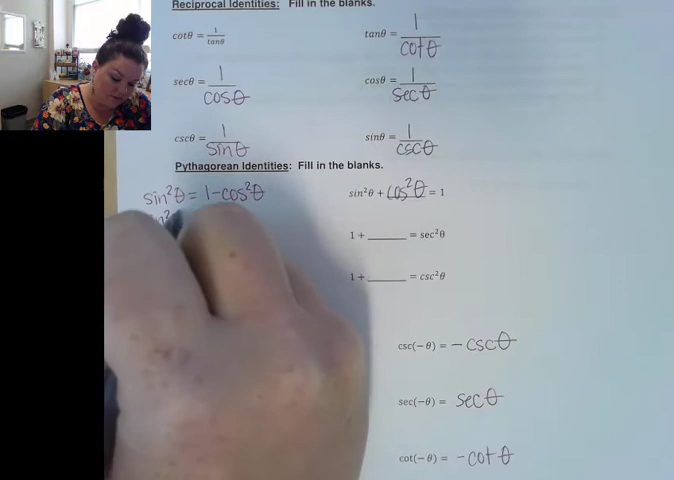 Reciprocal Identities: Fill in the blanks.
cotθ = 1/tanθ
tanθ = 1/cotθ
secθ = 1/cosθ
cosθ = 1/secθ
cscθ = 1/sinθ
sinθ = 1/cscθ
Pythagorean Identities: Fill in the blanks.
sin²θ = 1-cos²θ
sin²θ + cos²θ = 1
1 + ______ = sec²θ
1 + ______ = csc²θ
csc(−θ) = -cscθ
sec(−θ) = secθ
cot(−θ) = -cotθ